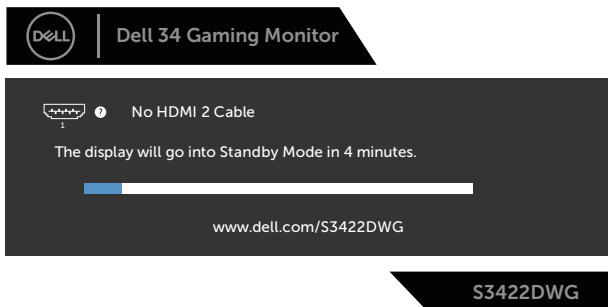 DELL
Dell 34 Gaming Monitor
No HDMI 2 Cable
1
The display will go into Standby Mode in 4 minutes.
www.dell.com/S3422DWG
S3422DWG